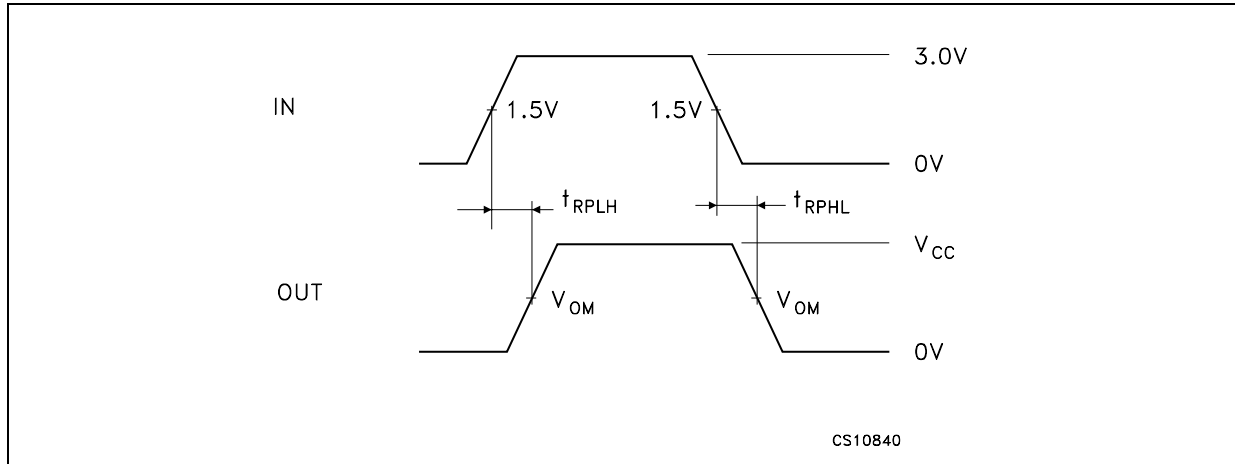 3.0V
IN
1.5V
1.5V
0V
tRPLH
tRPHL
VCC
OUT
VOM
VOM
0V
CS10840